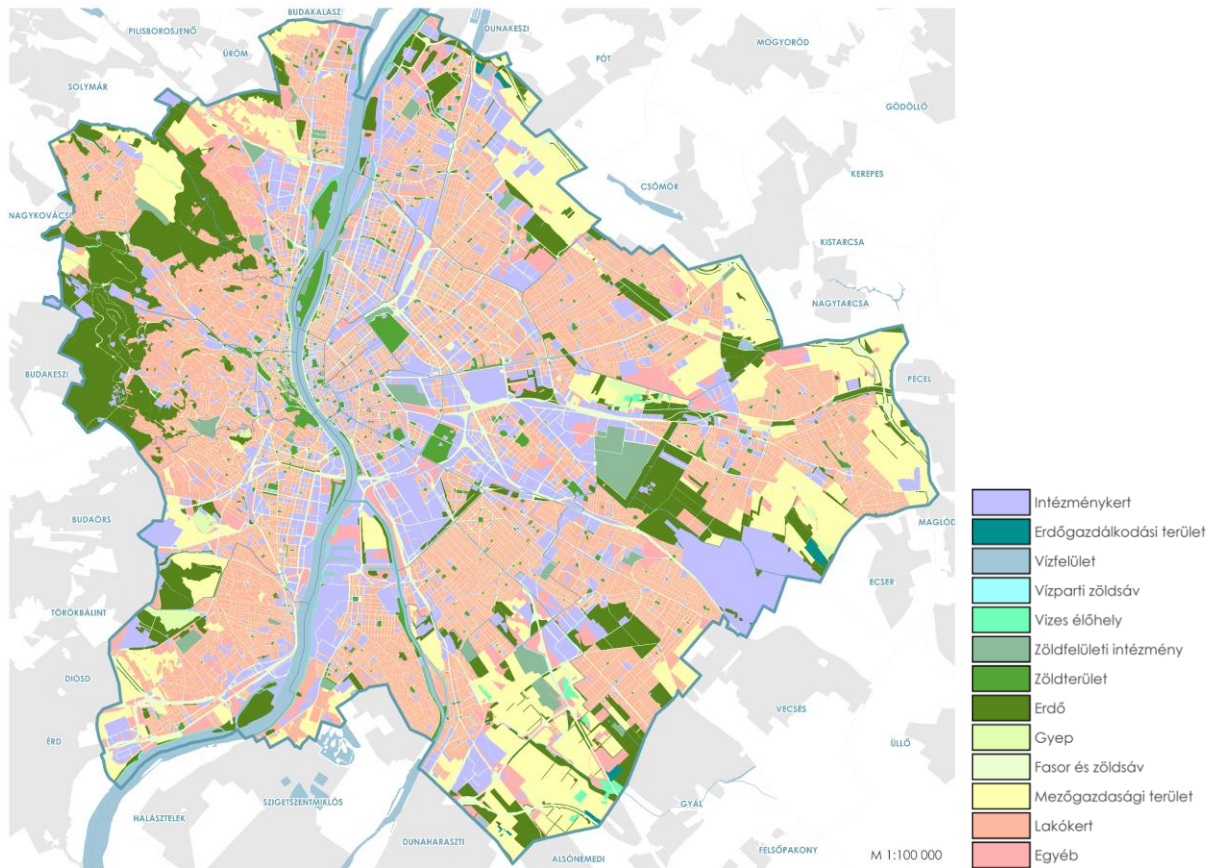 BUDAKALÁSZ
PILISBOROSJENŐ
DUNAKESZI
ÜRÖM
MOGYORÓD
FÓT
SOLYMÁR
GÖDÖLLŐ
KEREPES
CSÖMÖR
NAGYKOVÁCSI
KISTARCSA
NAGYTARCSA
BUDAKESZI
PÉCEL
MAGLÓD
BUDAÖRS
ECSER
TÖRÖKBÁLINT
DIÓSD
VECSÉS
ÉRD
ÜLLŐ
SZIGETSZENTMIKLÓS
GYÁL
HALÁSZTELEK
DUNAHARASZTI
FELSŐPAKONY
ALSÓNÉMEDI
M 1:100 000
Intézménykert
Erdőgazdálkodási terület
Vízfelület
Vízparti zöldsáv
Vizes élőhely
Zöldfelületi intézmény
Zöldterület
Erdő
Gyep
Fasor és zöldsáv
Mezőgazdasági terület
Lakókert
Egyéb